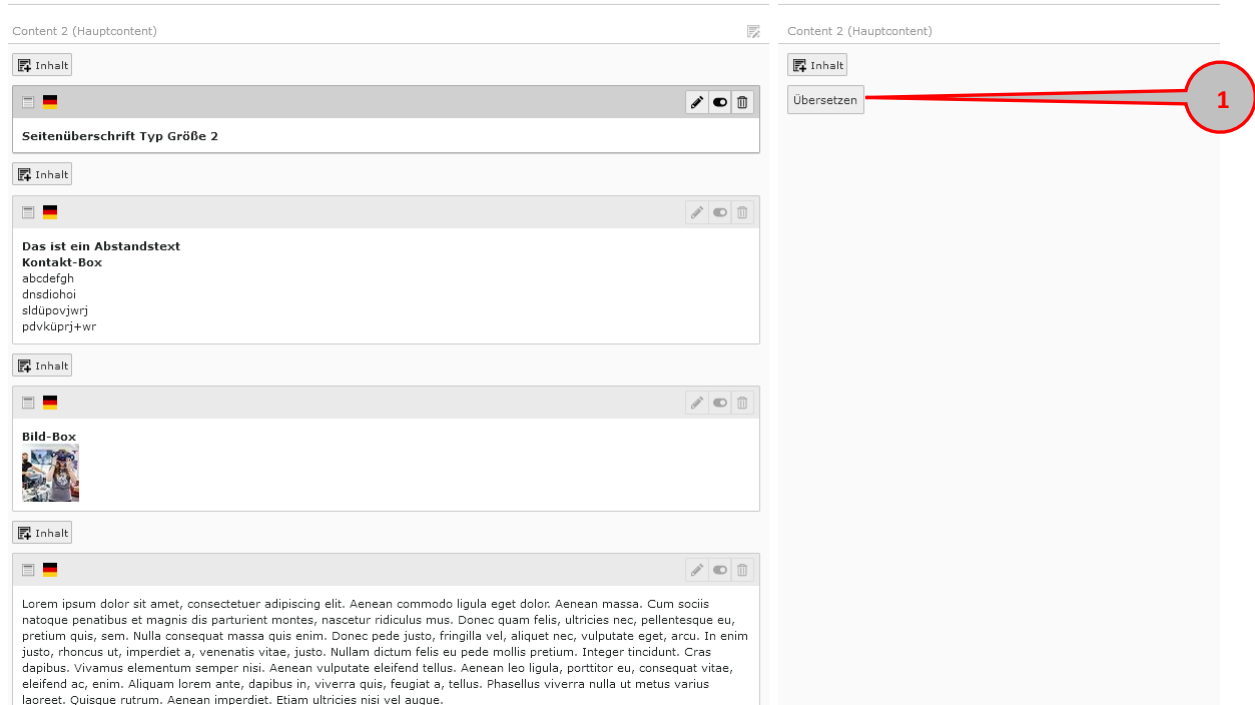 Content 2 (Hauptcontent)
Inhalt
Seitenüberschrift Typ Größe 2
Inhalt
Das ist ein Abstandstext
Kontakt-Box
abcdefgh
dnsdiohoi
sldüpovjwrj
pdvküprj+wr
Inhalt
Bild-Box
Inhalt
Lorem ipsum dolor sit amet, consectetuer adipiscing elit. Aenean commodo ligula eget dolor. Aenean massa. Cum sociis
natoque penatibus et magnis dis parturient montes, nascetur ridiculus mus. Donec quam felis, ultricies nec, pellentesque eu,
pretium quis, sem. Nulla consequat massa quis enim. Donec pede justo, fringilla vel, aliquet nec, vulputate eget, arcu. In enim
justo, rhoncus ut, imperdiet a, venenatis vitae, justo. Nullam dictum felis eu pede mollis pretium. Integer tincidunt. Cras
dapibus. Vivamus elementum semper nisi. Aenean vulputate eleifend tellus. Aenean leo ligula, porttitor eu, consequat vitae,
eleifend ac, enim. Aliquam lorem ante, dapibus in, viverra quis, feugiat a, tellus. Phasellus viverra nulla ut metus varius
laoreet. Quisque rutrum. Aenean imperdiet. Etiam ultricies nisi vel augue.
Content 2 (Hauptcontent)
Inhalt
Übersetzen
1